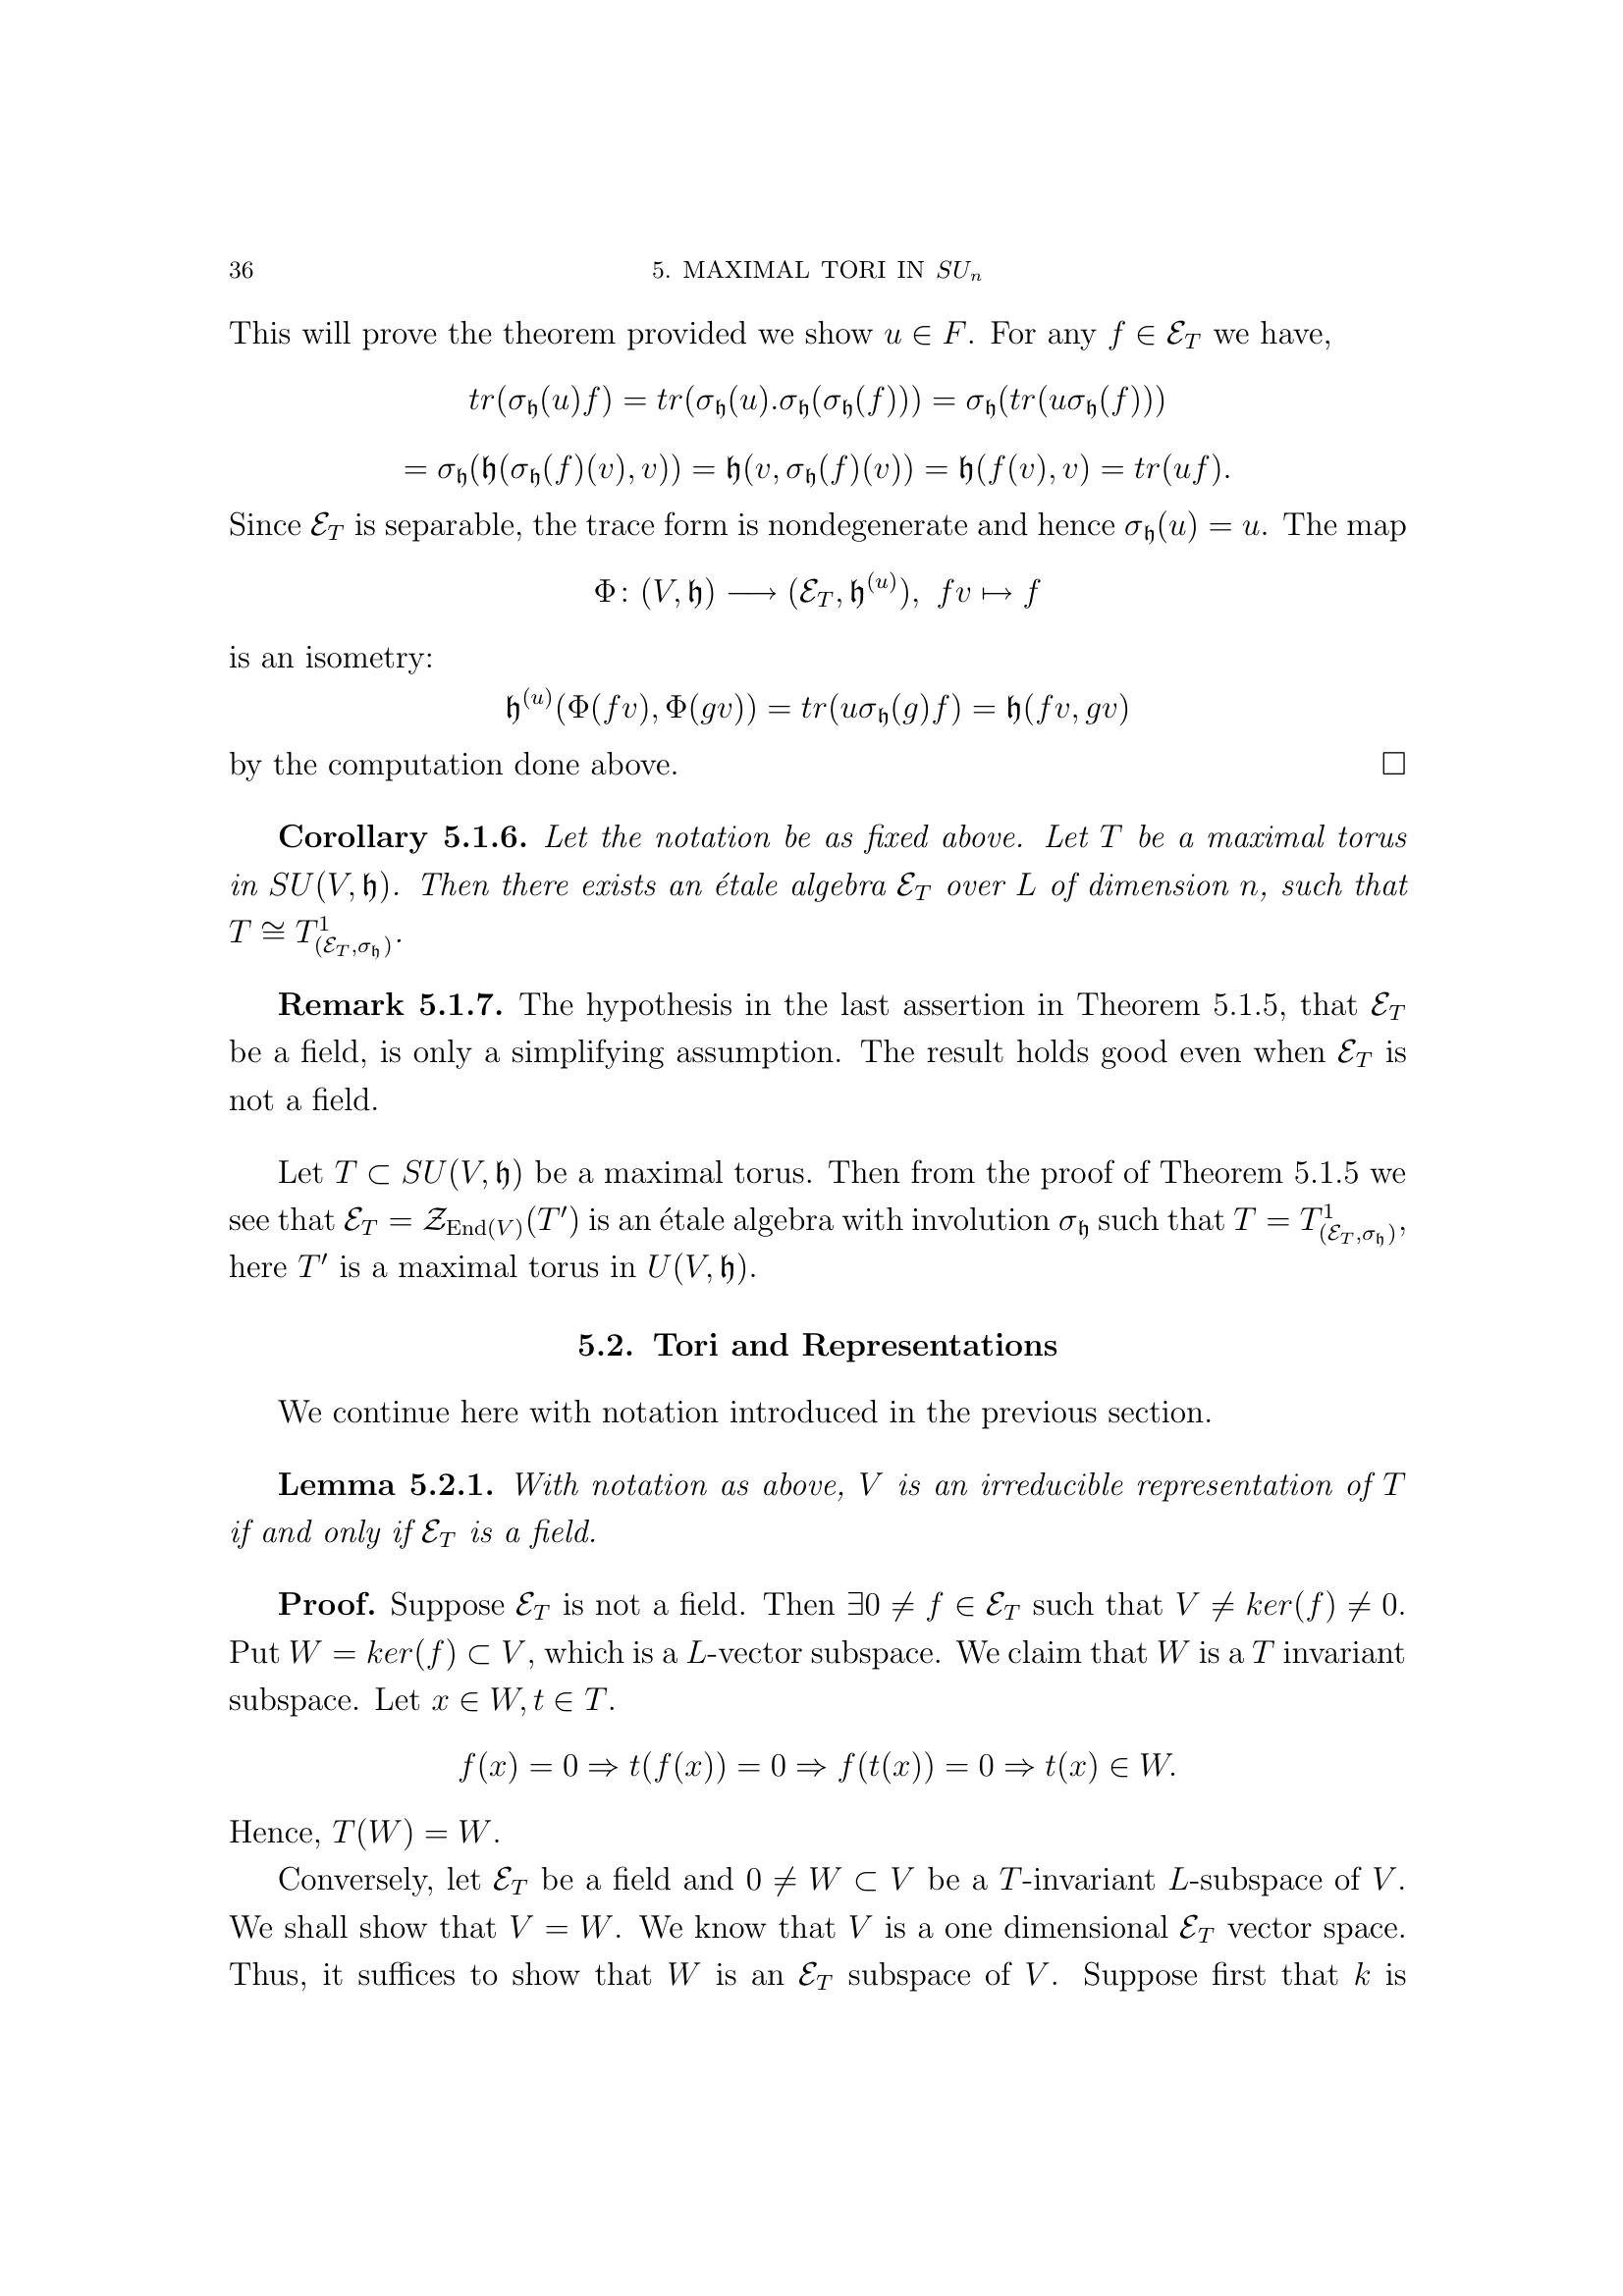 36 5. MAXIMAL TORI IN $SU_n$
This will prove the theorem provided we show $u \in F$. For any $f \in \mathcal{E}_T$ we have,
$tr(\sigma_{\mathfrak{h}}(u)f) = tr(\sigma_{\mathfrak{h}}(u).\sigma_{\mathfrak{h}}(\sigma_{\mathfrak{h}}(f))) = \sigma_{\mathfrak{h}}(tr(u\sigma_{\mathfrak{h}}(f)))$
$= \sigma_{\mathfrak{h}}(\mathfrak{h}(\sigma_{\mathfrak{h}}(f)(v), v)) = \mathfrak{h}(v, \sigma_{\mathfrak{h}}(f)(v)) = \mathfrak{h}(f(v), v) = tr(uf).$
Since $\mathcal{E}_T$ is separable, the trace form is nondegenerate and hence $\sigma_{\mathfrak{h}}(u) = u$. The map
$\Phi \colon (V, \mathfrak{h}) \longrightarrow (\mathcal{E}_T, \mathfrak{h}^{(u)}), \ fv \mapsto f$
is an isometry:
$\mathfrak{h}^{(u)}(\Phi(fv), \Phi(gv)) = tr(u\sigma_{\mathfrak{h}}(g)f) = \mathfrak{h}(fv, gv)$
by the computation done above. □
Corollary 5.1.6. Let the notation be as fixed above. Let $T$ be a maximal torus
in $SU(V, \mathfrak{h})$. Then there exists an étale algebra $\mathcal{E}_T$ over $L$ of dimension $n$, such that
$T \cong T^1_{(\mathcal{E}_T, \sigma_{\mathfrak{h}})}$.
Remark 5.1.7. The hypothesis in the last assertion in Theorem 5.1.5, that $\mathcal{E}_T$
be a field, is only a simplifying assumption. The result holds good even when $\mathcal{E}_T$ is
not a field.
Let $T \subset SU(V, \mathfrak{h})$ be a maximal torus. Then from the proof of Theorem 5.1.5 we
see that $\mathcal{E}_T = \mathcal{Z}_{\mathrm{End}(V)}(T')$ is an étale algebra with involution $\sigma_{\mathfrak{h}}$ such that $T = T^1_{(\mathcal{E}_T, \sigma_{\mathfrak{h}})}$,
here $T'$ is a maximal torus in $U(V, \mathfrak{h})$.
5.2. Tori and Representations
We continue here with notation introduced in the previous section.
Lemma 5.2.1. With notation as above, $V$ is an irreducible representation of $T$
if and only if $\mathcal{E}_T$ is a field.
Proof. Suppose $\mathcal{E}_T$ is not a field. Then $\exists 0 \neq f \in \mathcal{E}_T$ such that $V \neq ker(f) \neq 0$.
Put $W = ker(f) \subset V$, which is a $L$-vector subspace. We claim that $W$ is a $T$ invariant
subspace. Let $x \in W, t \in T$.
$f(x) = 0 \Rightarrow t(f(x)) = 0 \Rightarrow f(t(x)) = 0 \Rightarrow t(x) \in W.$
Hence, $T(W) = W$.
Conversely, let $\mathcal{E}_T$ be a field and $0 \neq W \subset V$ be a $T$-invariant $L$-subspace of $V$.
We shall show that $V = W$. We know that $V$ is a one dimensional $\mathcal{E}_T$ vector space.
Thus, it suffices to show that $W$ is an $\mathcal{E}_T$ subspace of $V$. Suppose first that $k$ is